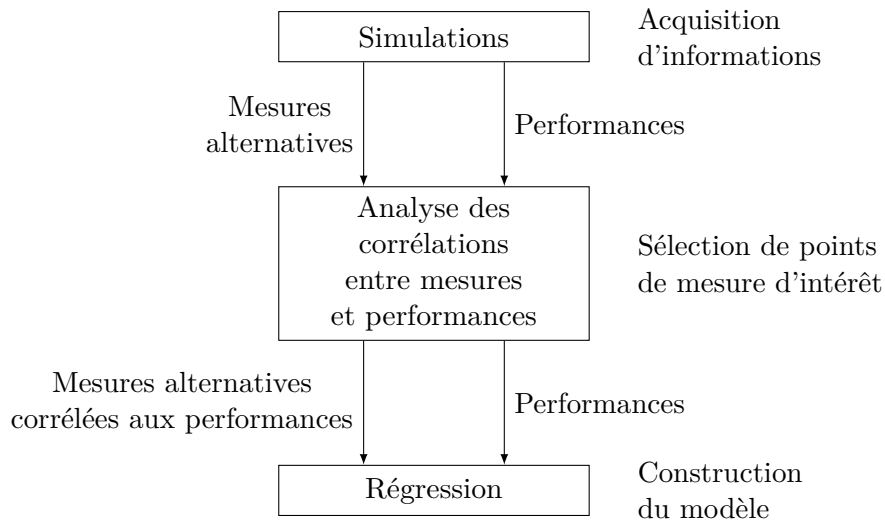 Simulations
Acquisition
d'informations
Mesures
alternatives
Performances
Analyse des
corrélations
entre mesures
et performances
Sélection de points
de mesure d'intérêt
Mesures alternatives
corrélées aux performances
Performances
Régression
Construction
du modèle